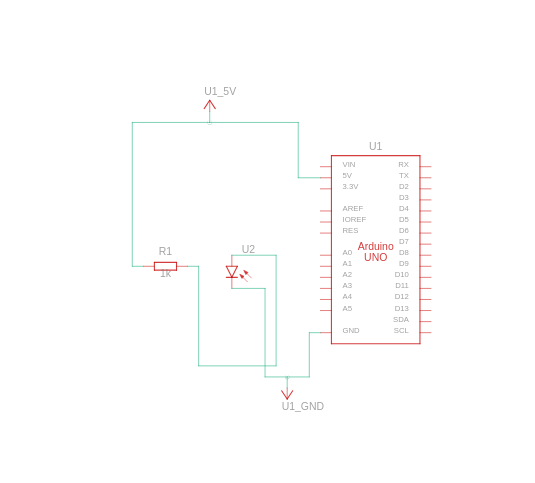 U1_5V
U1
VIN RX
5V TX
3.3V D2
D3
AREF D4
IOREF D5
RES D6
D7
Arduino
UNO
A0 D8
A1 D9
A2 D10
A3 D11
A4 D12
A5 D13
SDA
GND SCL
R1
1k
U2
U1_GND